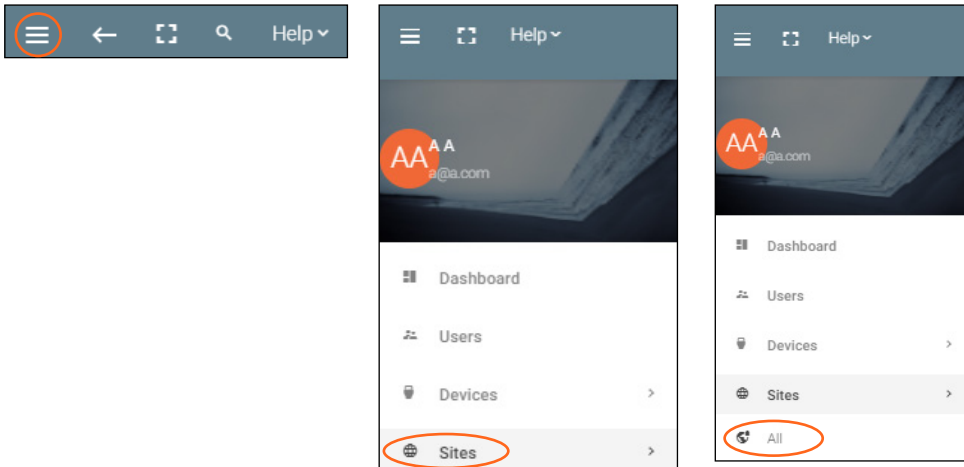 Help
Help
AA
A A
a@a.com
Dashboard
Users
Devices
Sites
Help
AA
A A
a@a.com
Dashboard
Users
Devices
Sites
All